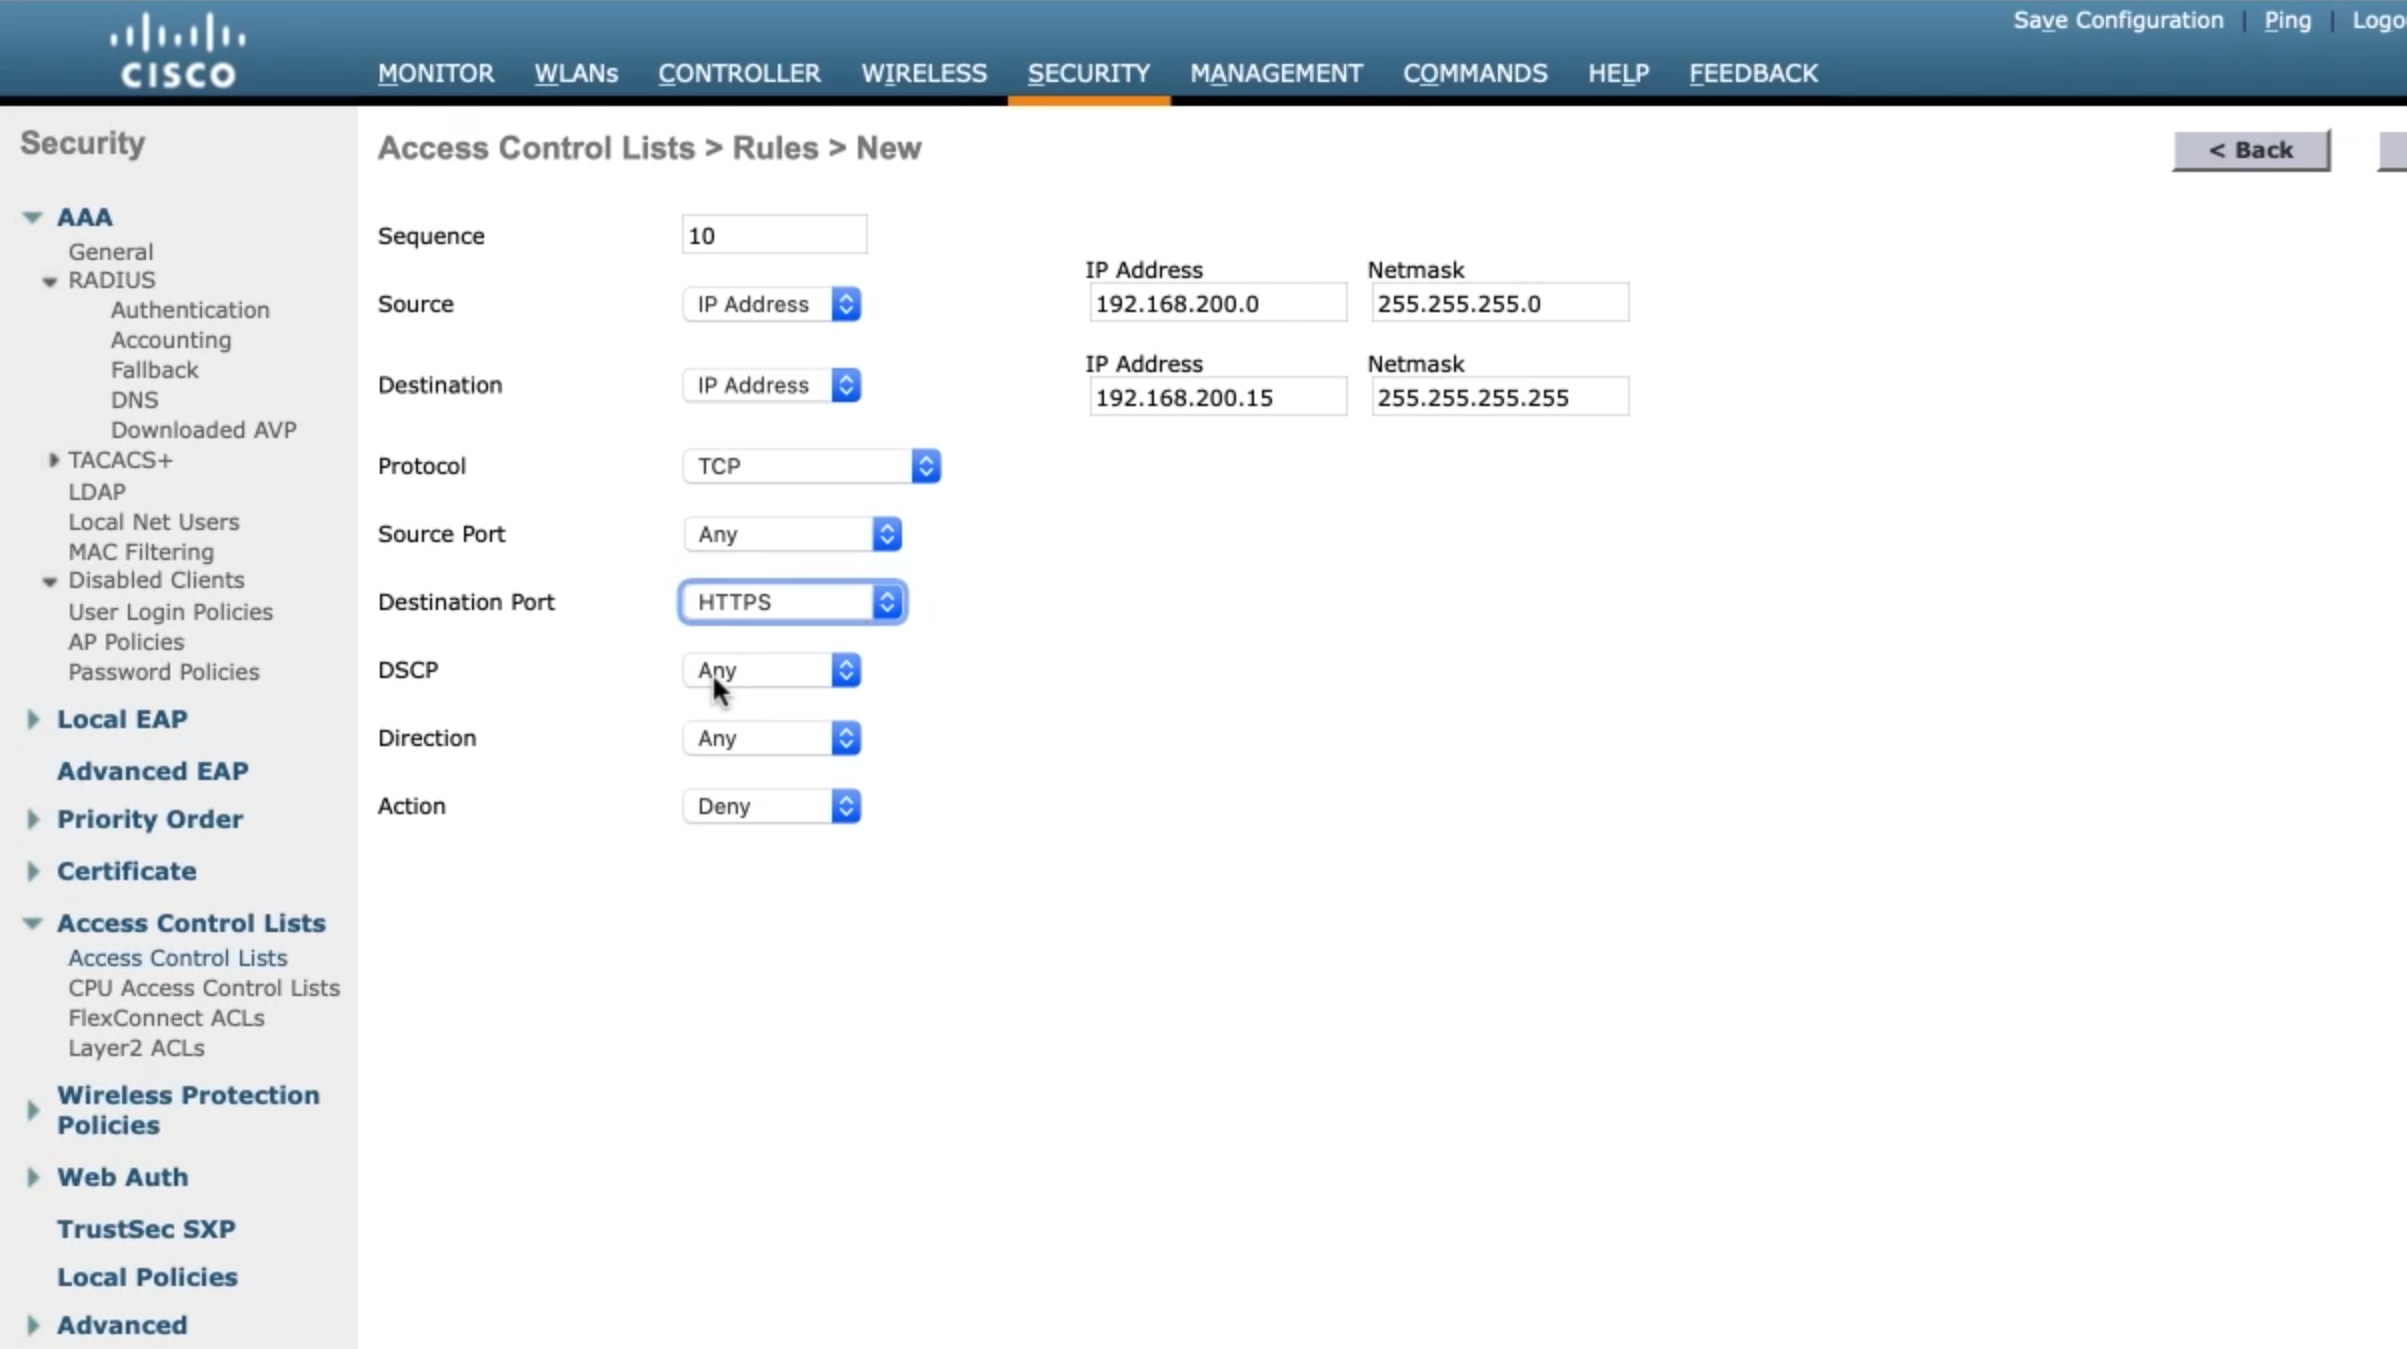 Save Configuration | Ping | Logo
CISCO
MONITOR WLANs CONTROLLER WIRELESS SECURITY MANAGEMENT COMMANDS HELP FEEDBACK
Security
AAA
General
RADIUS
Authentication
Accounting
Fallback
DNS
Downloaded AVP
TACACS+
LDAP
Local Net Users
MAC Filtering
Disabled Clients
User Login Policies
AP Policies
Password Policies
Local EAP
Advanced EAP
Priority Order
Certificate
Access Control Lists
Access Control Lists
CPU Access Control Lists
FlexConnect ACLs
Layer2 ACLs
Wireless Protection
Policies
Web Auth
TrustSec SXP
Local Policies
Advanced
Access Control Lists > Rules > New
< Back
Sequence 10
IP Address Netmask
Source IP Address 192.168.200.0 255.255.255.0
IP Address Netmask
Destination IP Address 192.168.200.15 255.255.255.255
Protocol TCP
Source Port Any
Destination Port HTTPS
DSCP Any
Direction Any
Action Deny